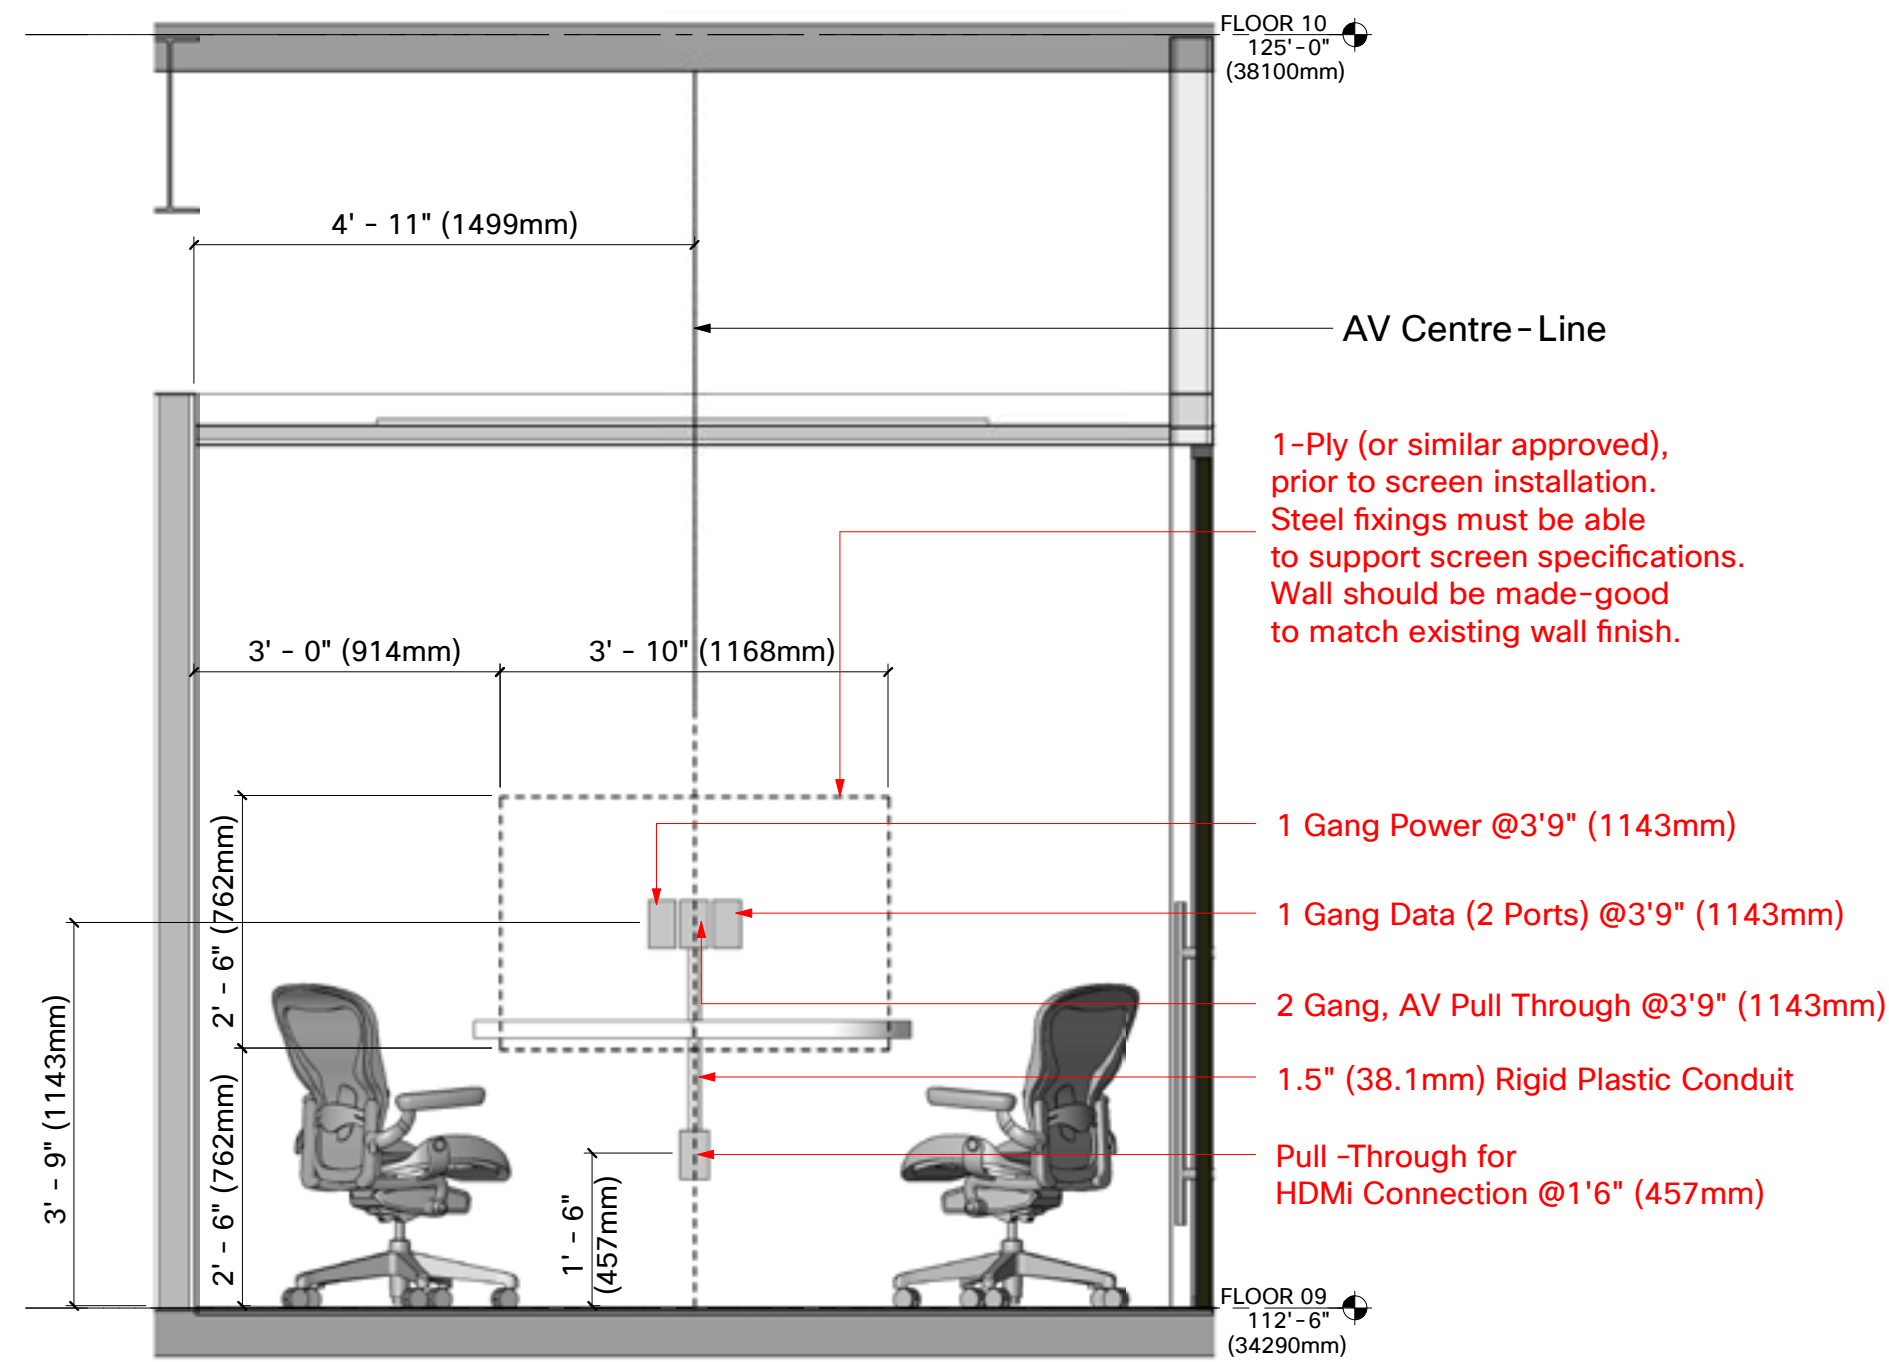 FLOOR 10
125'-0"
(38100mm)
4' - 11" (1499mm)
AV Centre-Line
1-Ply (or similar approved),
prior to screen installation.
Steel fixings must be able
to support screen specifications.
Wall should be made-good
to match existing wall finish.
3' - 0" (914mm)
3' - 10" (1168mm)
1 Gang Power @3'9" (1143mm)
2' - 6" (762mm)
1 Gang Data (2 Ports) @3'9" (1143mm)
2 Gang, AV Pull Through @3'9" (1143mm)
3' - 9" (1143mm)
1.5" (38.1mm) Rigid Plastic Conduit
2' - 6" (762mm)
1' - 6"
(457mm)
Pull -Through for
HDMi Connection @1'6" (457mm)
FLOOR 09
112'-6"
(34290mm)